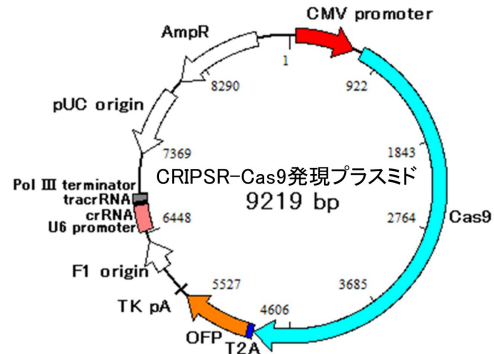 CMV promoter
AmpR
1
8290
922
pUC origin
7369
1843
CRIPSR-Cas9発現プラスミド
9219 bp
Pol III terminator
tracrRNA
crRNA
U6 promoter
6448
2764
Cas9
F1 origin
5527
3685
TK pA
4606
OFP
T2A